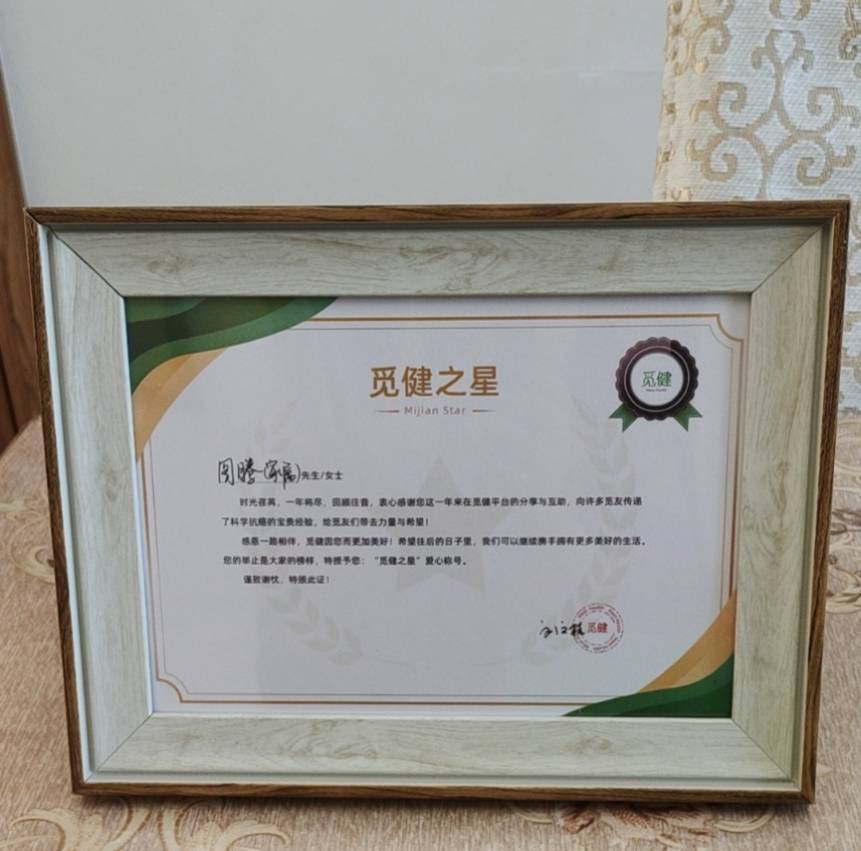 觅健之星
Mijian Star
觅健
周腾 先生/女士
时光荏苒，一年将尽，回顾往昔，衷心感谢您这一年来在觅健平台的分享与互助，向许多觅友传递
了科学抗癌的宝贵经验，给觅友们带去力量与希望！
感恩一路相伴，觅健因您而更加美好！希望往后的日子里，我们可以继续携手拥有更多美好的生活。
您的举止是大家的榜样，特授予您：“觅健之星”爱心称号。
谨致谢忱，特颁此证！
觅健